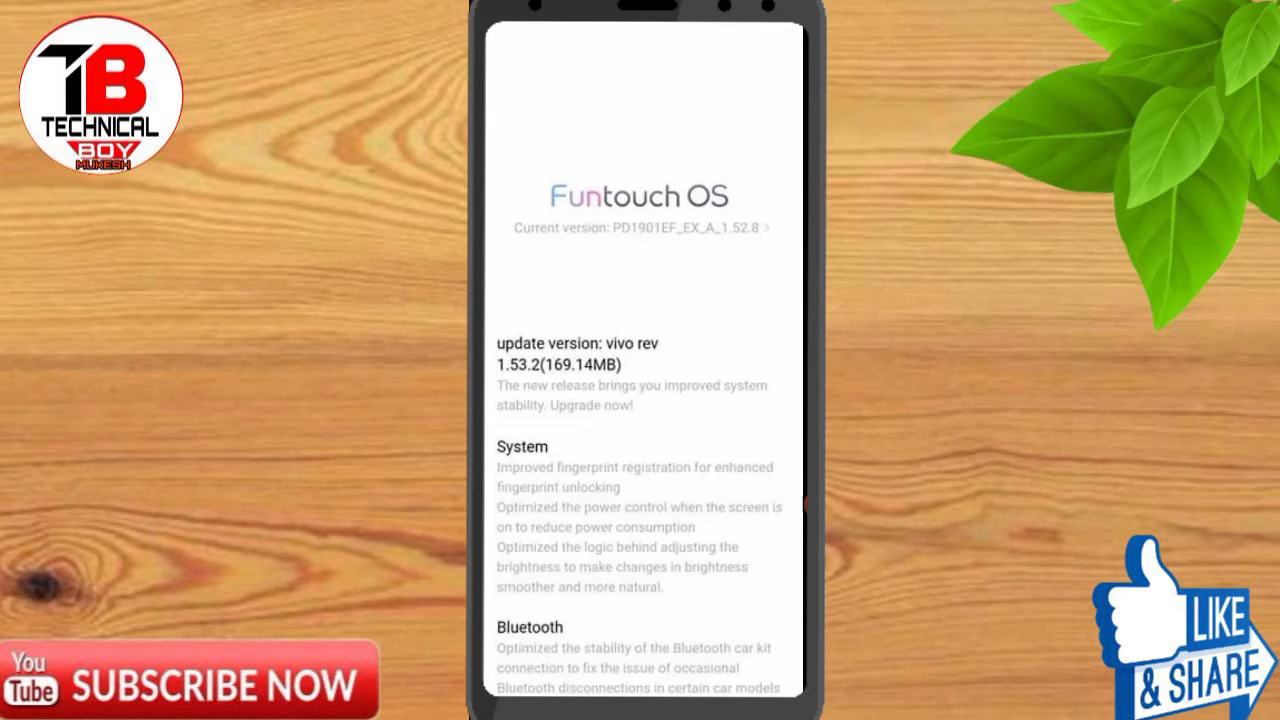 TB
TECHNICAL
BOY
MUKESH
Funtouch OS
Current version: PD1901EF_EX_A_1.52.8 >
update version: vivo rev
1.53.2(169.14MB)
The new release brings you improved system
stability. Upgrade now!
System
Improved fingerprint registration for enhanced
fingerprint unlocking
Optimized the power control when the screen is
on to reduce power consumption
Optimized the logic behind adjusting the
brightness to make changes in brightness
smoother and more natural.
Bluetooth
Optimized the stability of the Bluetooth car kit
connection to fix the issue of occasional
Bluetooth disconnections in certain car models
You
Tube
SUBSCRIBE NOW
LIKE
& SHARE